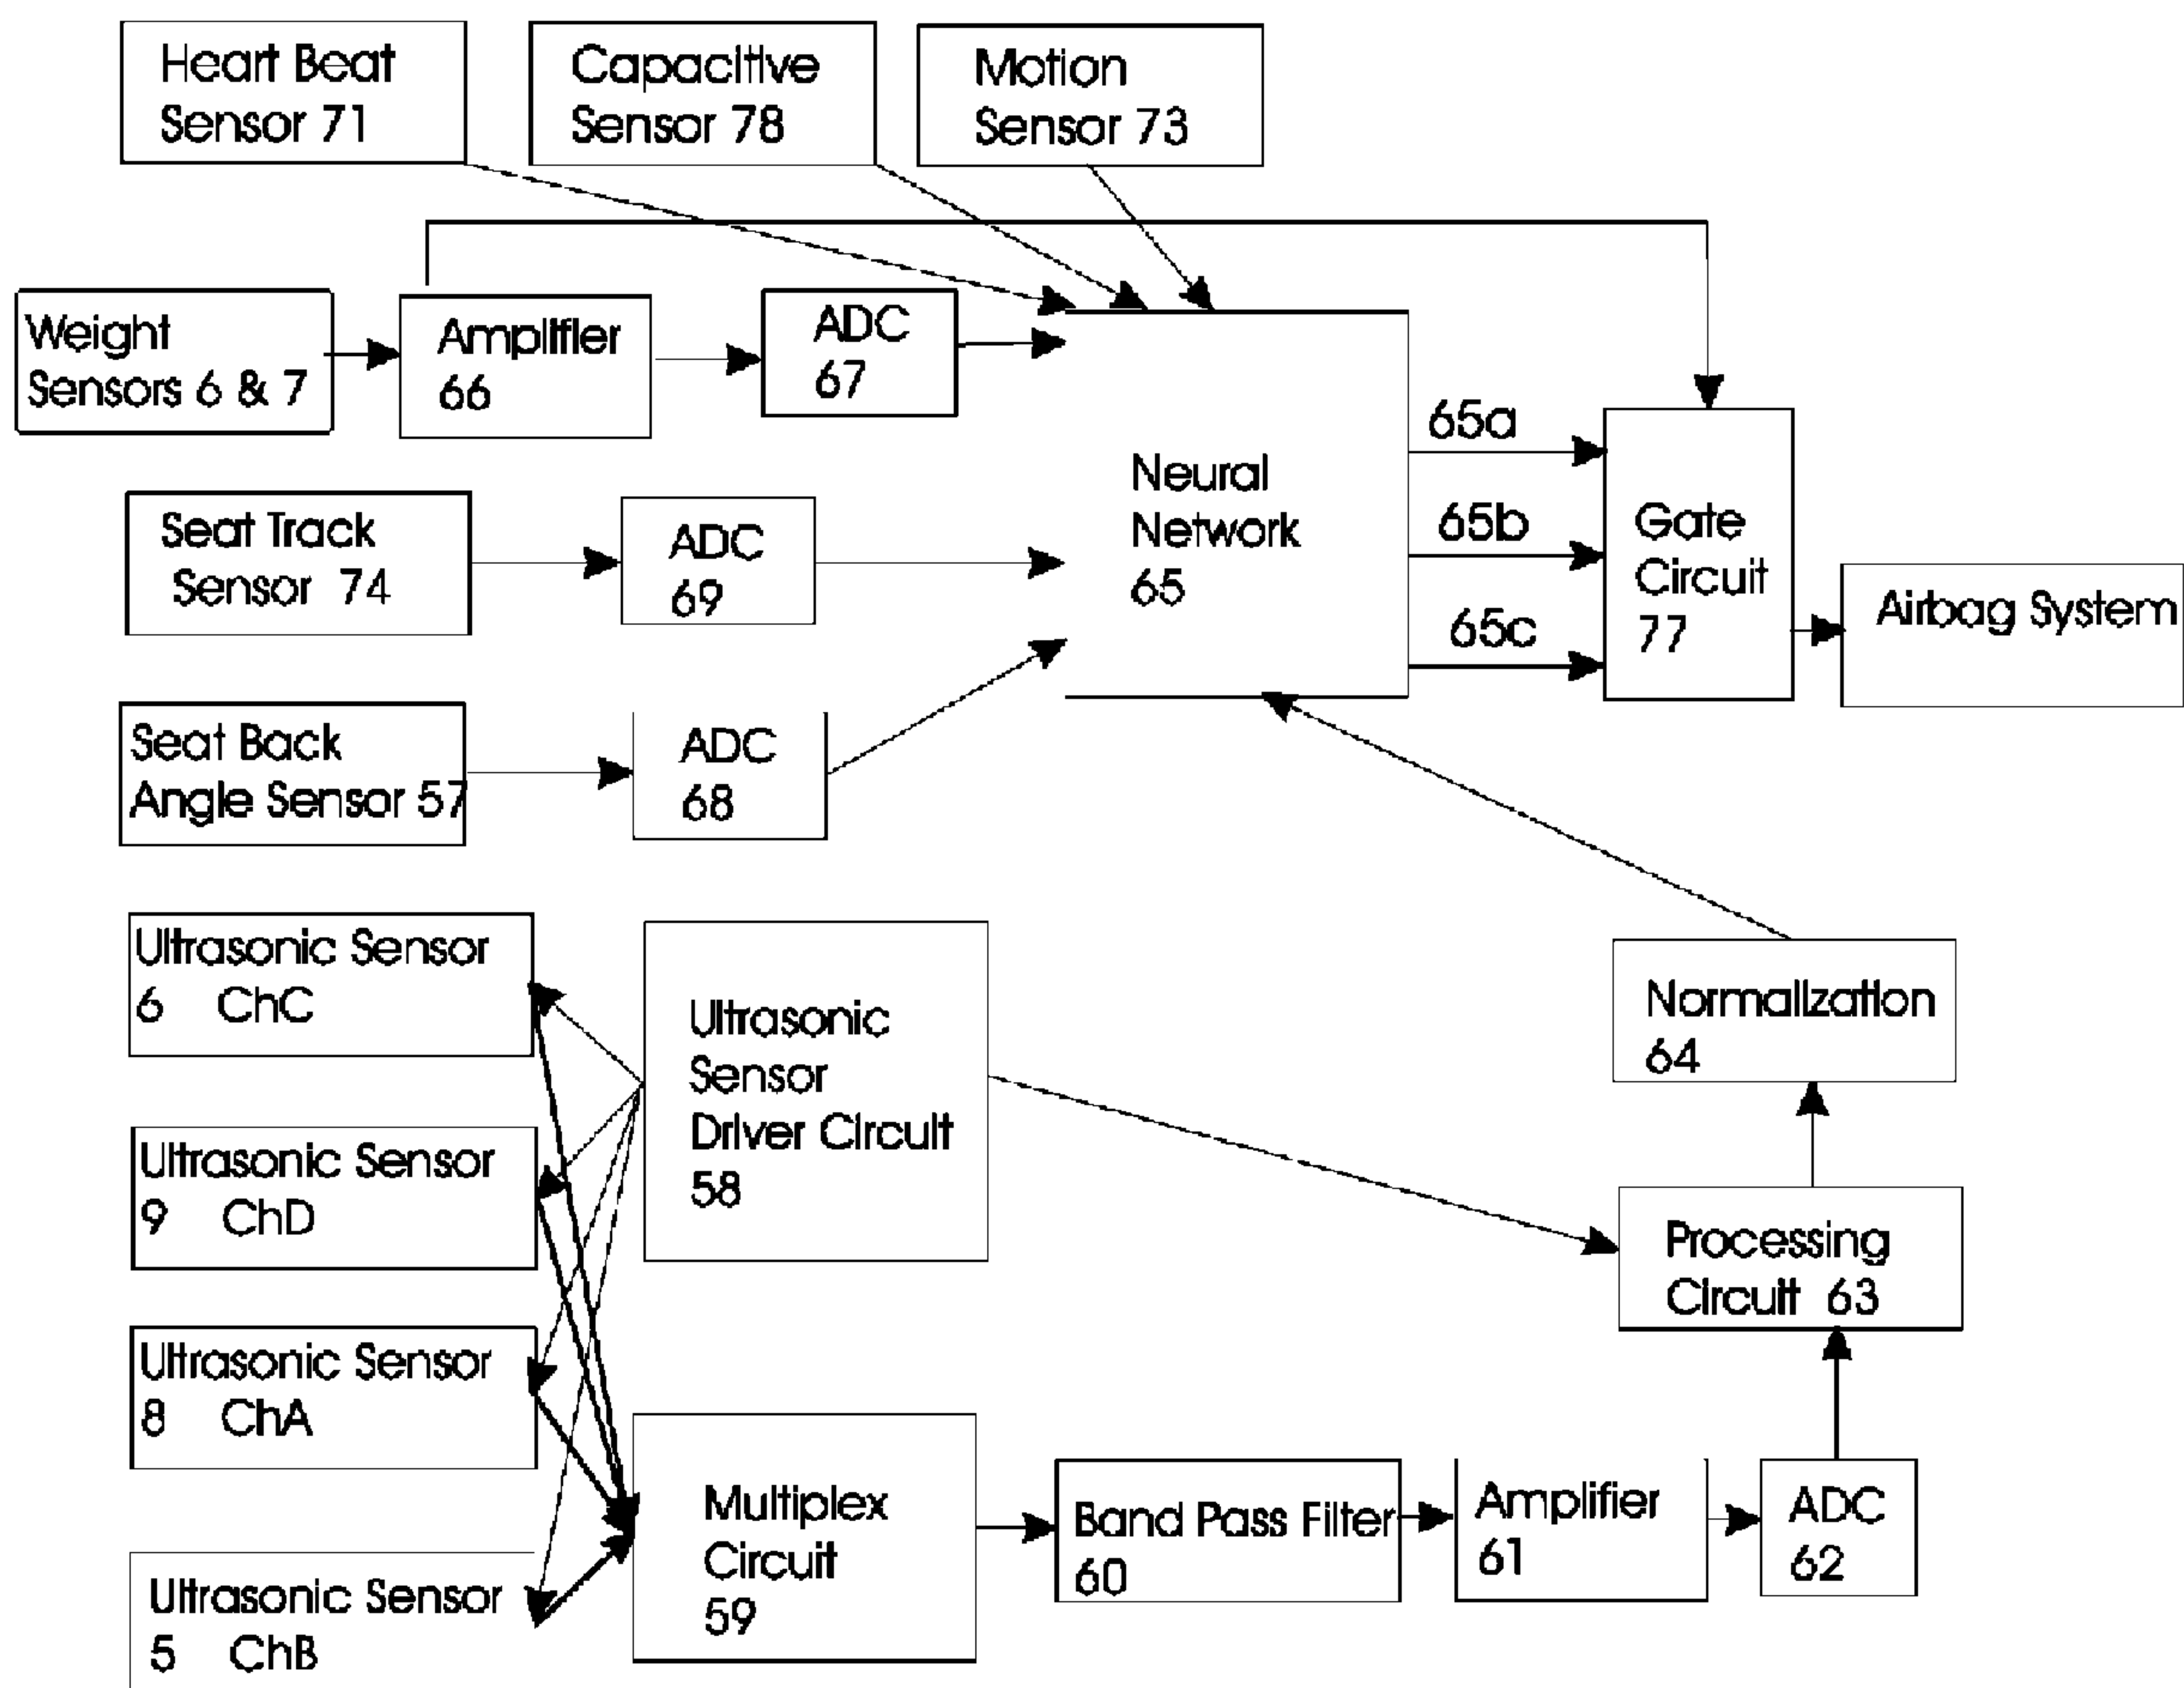 Heart Beat
Sensor 71
Capacitive
Sensor 78
Motion
Sensor 73
Weight
Sensors 6 & 7
Amplifier
66
ADC
67
Seat Track
Sensor 74
ADC
69
Seat Back
Angle Sensor 57
ADC
68
Neural
Network
65
65a
65b
65c
Gate
Circuit
77
Airbag System
Ultrasonic Sensor
6 ChC
Ultrasonic Sensor
9 ChD
Ultrasonic Sensor
8 ChA
Ultrasonic Sensor
5 ChB
Ultrasonic
Sensor
Driver Circuit
58
Multiplex
Circuit
59
Band Pass Filter
60
Amplifier
61
ADC
62
Processing
Circuit 63
Normalization
64